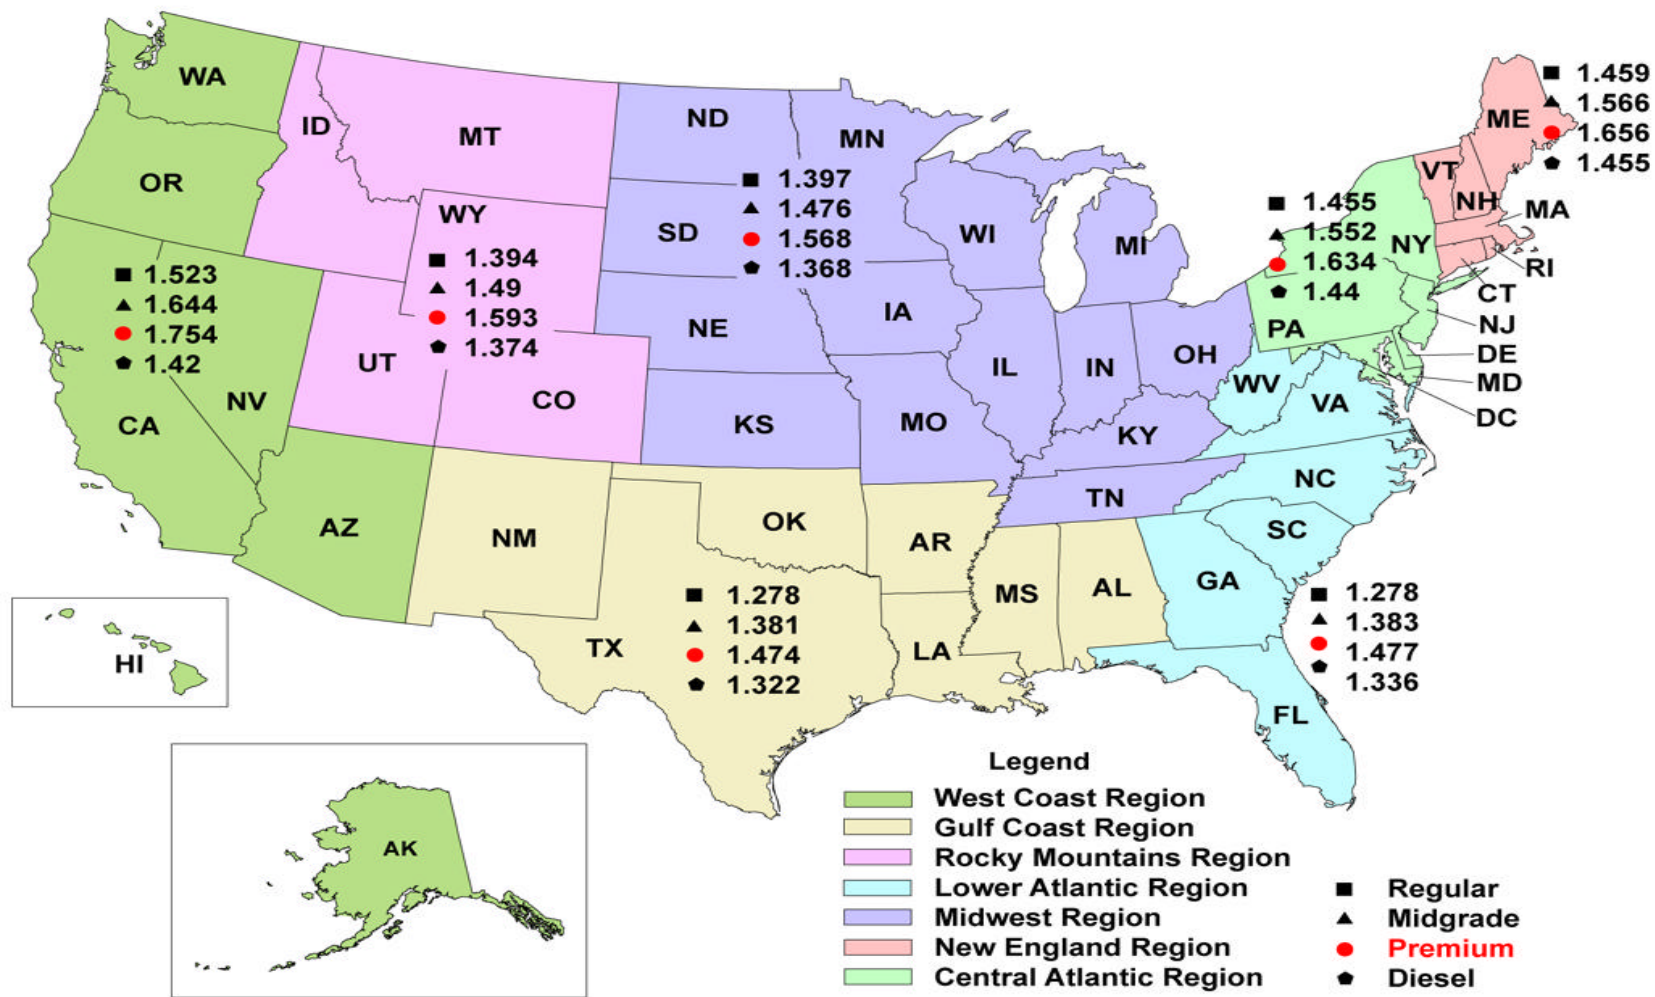 WA
ID
MT
ND
MN
OR
WY
SD
WI
MI
ME
VT
NH
MA
NY
RI
CT
NJ
PA
DE
MD
DC
1.459
1.566
1.656
1.455
1.455
1.552
1.634
1.44
1.397
1.476
1.568
1.368
1.394
1.49
1.593
1.374
1.523
1.644
1.754
1.42
NE
IA
UT
NV
CA
CO
KS
MO
IL
IN
OH
KY
WV
VA
TN
NC
SC
AZ
NM
OK
AR
MS
AL
GA
TX
LA
FL
1.278
1.381
1.474
1.322
1.278
1.383
1.477
1.336
HI
AK
Legend
West Coast Region
Gulf Coast Region
Rocky Mountains Region
Lower Atlantic Region
Midwest Region
New England Region
Central Atlantic Region
Regular
Midgrade
Premium
Diesel